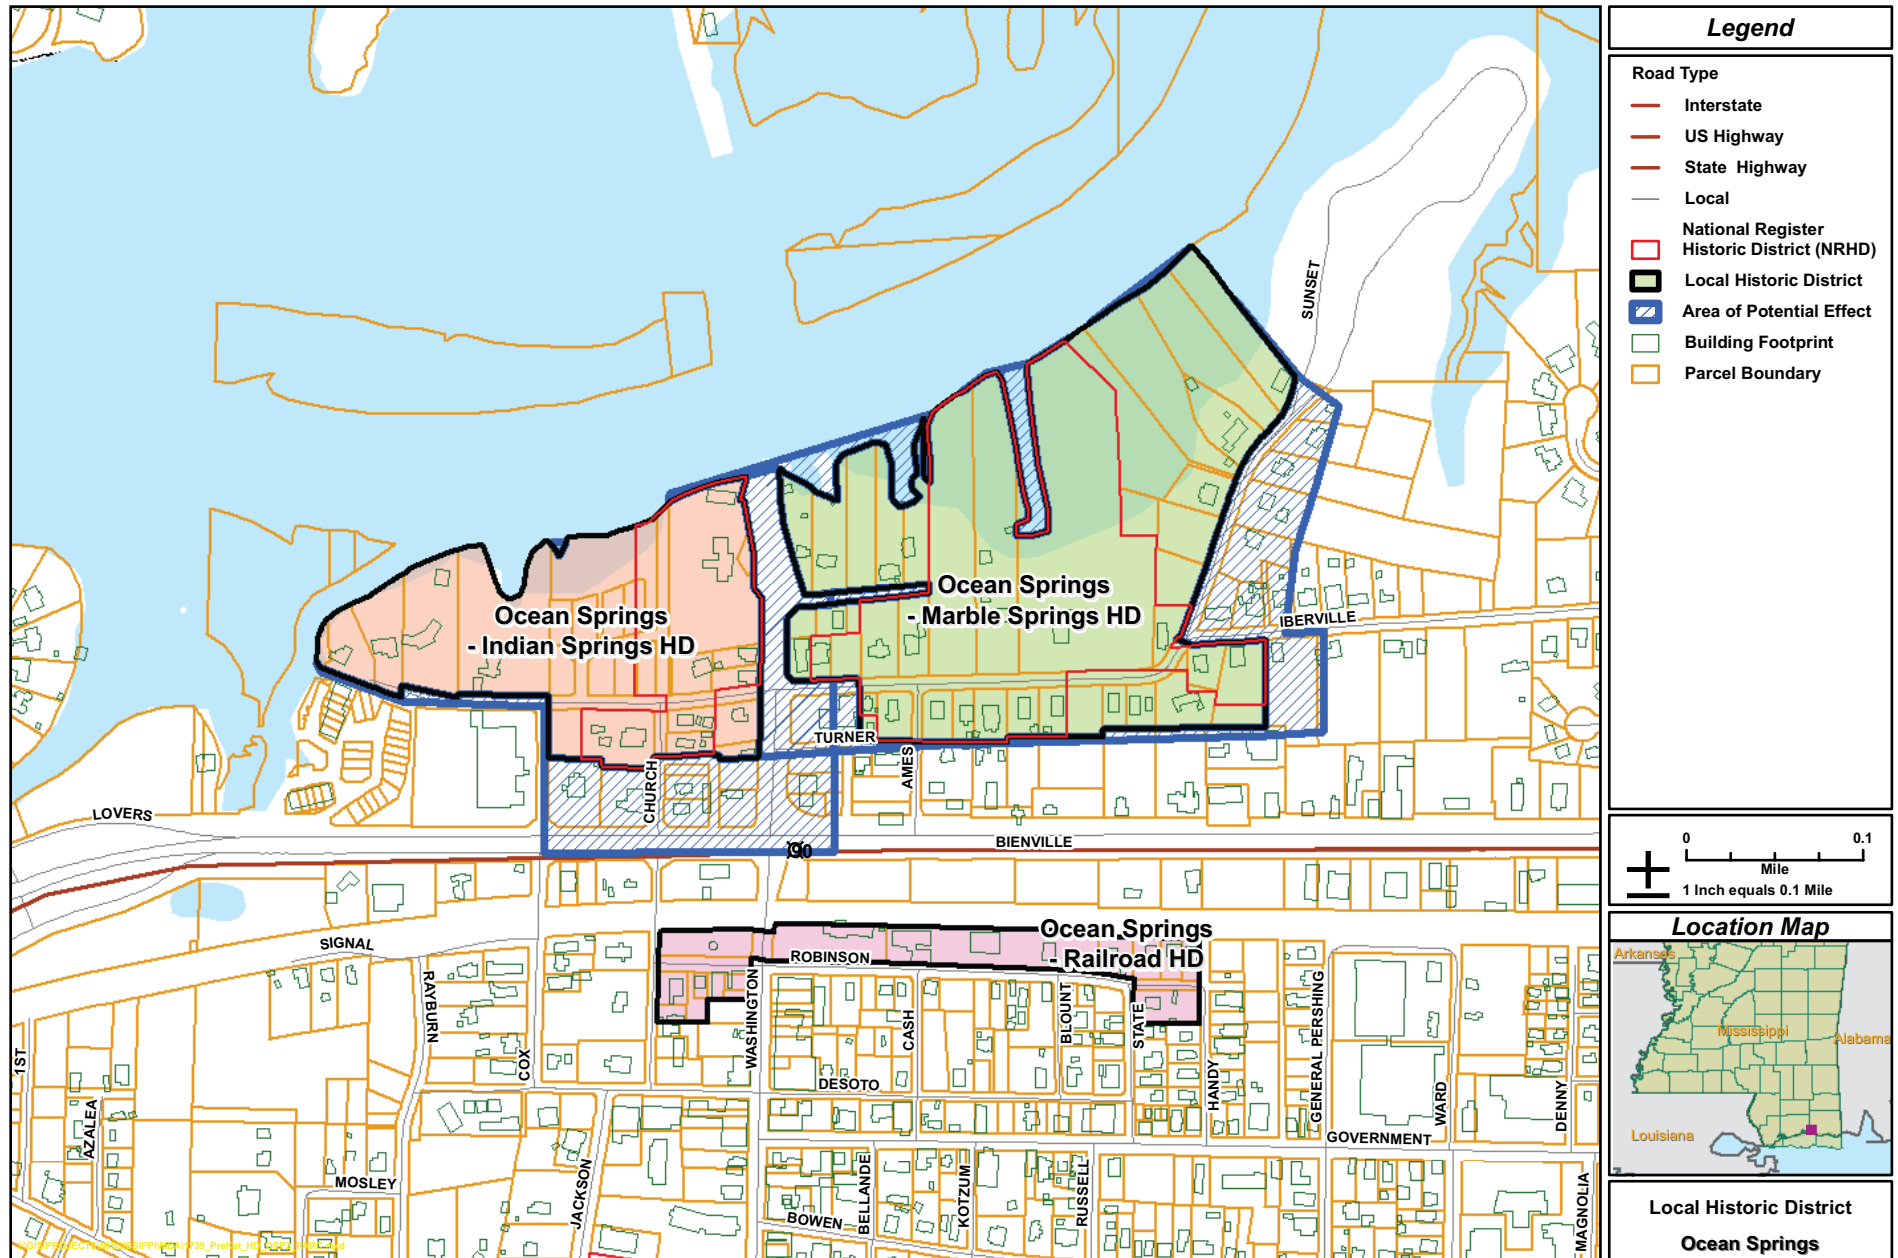 SUNSET
Ocean Springs
- Indian Springs HD
Ocean Springs
- Marble Springs HD
IBERVILLE
TURNER
CHURCH
AMES
LOVERS
BIENVILLE
90
SIGNAL
Ocean Springs
- Railroad HD
ROBINSON
RAYBURN
WASHINGTON
CASH
BLOUNT
STATE
HANDY
GENERAL PERSHING
1ST
COX
DESOTO
WARD
DENNY
AZALEA
GOVERNMENT
MOSLEY
JACKSON
BOWEN
BELLANDE
KOTZUM
RUSSELL
MAGNOLIA
Legend
Road Type
Interstate
US Highway
State Highway
Local
National Register
Historic District (NRHD)
Local Historic District
Area of Potential Effect
Building Footprint
Parcel Boundary
0 0.1
Mile
1 Inch equals 0.1 Mile
Location Map
Arkansas
Mississippi
Alabama
Louisiana
Local Historic District
Ocean Springs